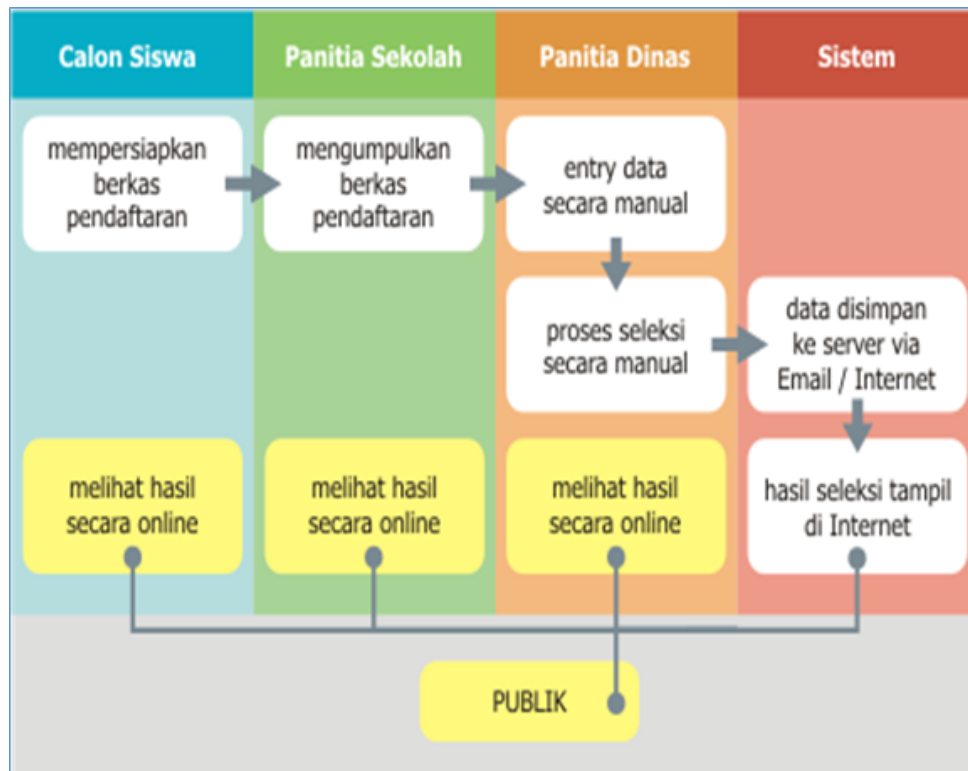 Calon Siswa
Panitia Sekolah
Panitia Dinas
Sistem
mempersiapkan
berkas
pendaftaran
mengumpulkan
berkas
pendaftaran
entry data
secara manual
proses seleksi
secara manual
data disimpan
ke server via
Email / Internet
melihat hasil
secara online
melihat hasil
secara online
melihat hasil
secara online
hasil seleksi tampil
di Internet
PUBLIK